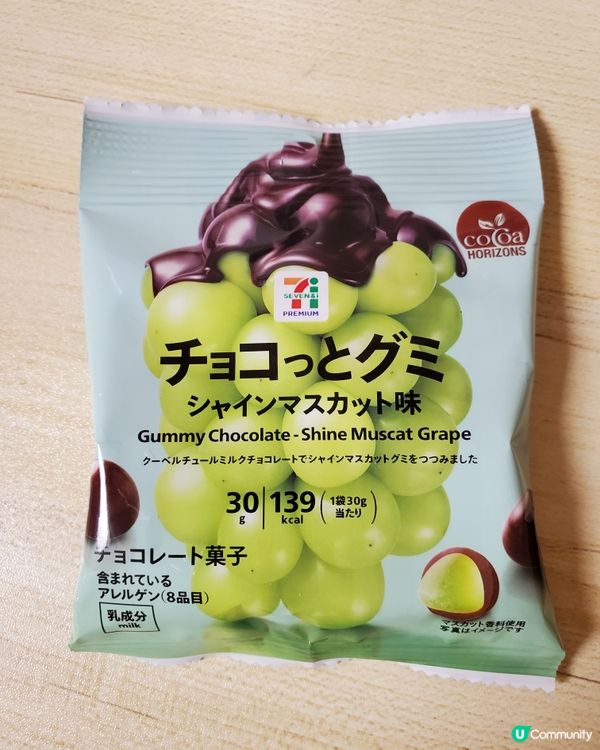 cocoa
HORIZONS
SEVEN&i
PREMIUM
チョコっとグミ
シャインマスカット味
Gummy Chocolate - Shine Muscat Grape
クーベルチュールミルクチョコレートでシャインマスカットグミをつつみました
30g 139kcal (1袋30g当たり)
チョコレート菓子
含まれている
アレルゲン(8品目)
乳成分
milk
マスカット香料使用
写真はイメージです
U Community